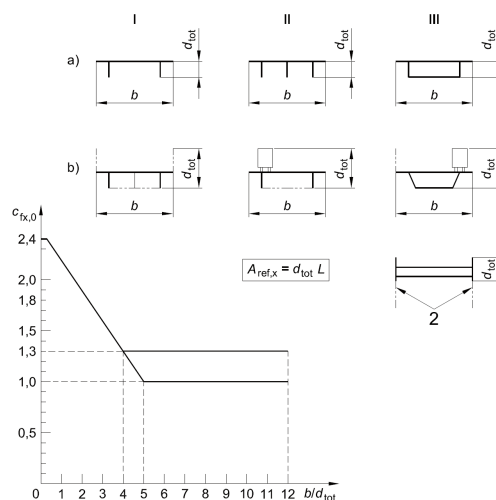 I II III
a)
d_tot d_tot d_tot
b b b
b)
d_tot d_tot d_tot
b b b
c_fx,0
2,4
A_ref,x = d_tot L
d_tot
2,0
1,8
2
1,5
1,3
1,0
0,5
0 1 2 3 4 5 6 7 8 9 10 11 12 b/d_tot